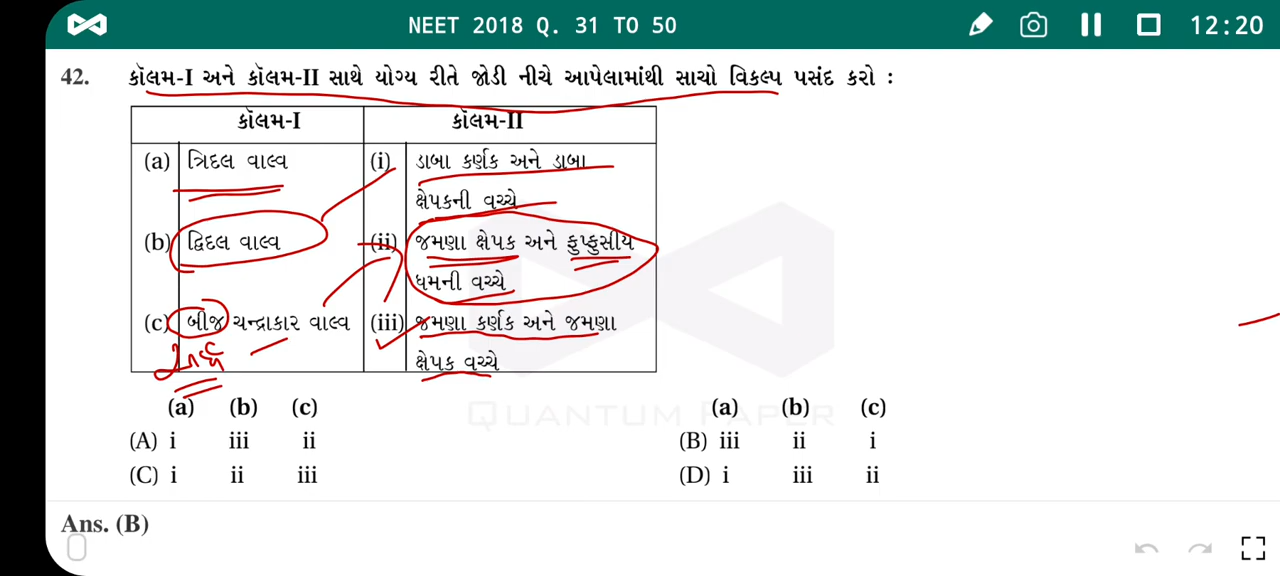 NEET 2018 Q. 31 TO 50
12:20
42. કૉલમ-I અને કૉલમ-II સાથે યોગ્ય રીતે જોડી નીચે આપેલામાંથી સાચો વિકલ્પ પસંદ કરો :
કૉલમ-I કૉલમ-II
(a) ત્રિદલ વાલ્વ (i) ડાબા કર્ણક અને ડાબા
ક્ષેપકની વચ્ચે
(b) દ્વિદલ વાલ્વ (ii) જમણા ક્ષેપક અને ફુપ્ફુસીય
ધમની વચ્ચે
(c) બીજ ચન્દ્રાકાર વાલ્વ (iii) જમણા કર્ણક અને જમણા
ક્ષેપક વચ્ચે
QUANTUM PAPER
(a) (b) (c) (a) (b) (c)
(A) i iii ii (B) iii ii i
(C) i ii iii (D) i iii ii
Ans. (B)